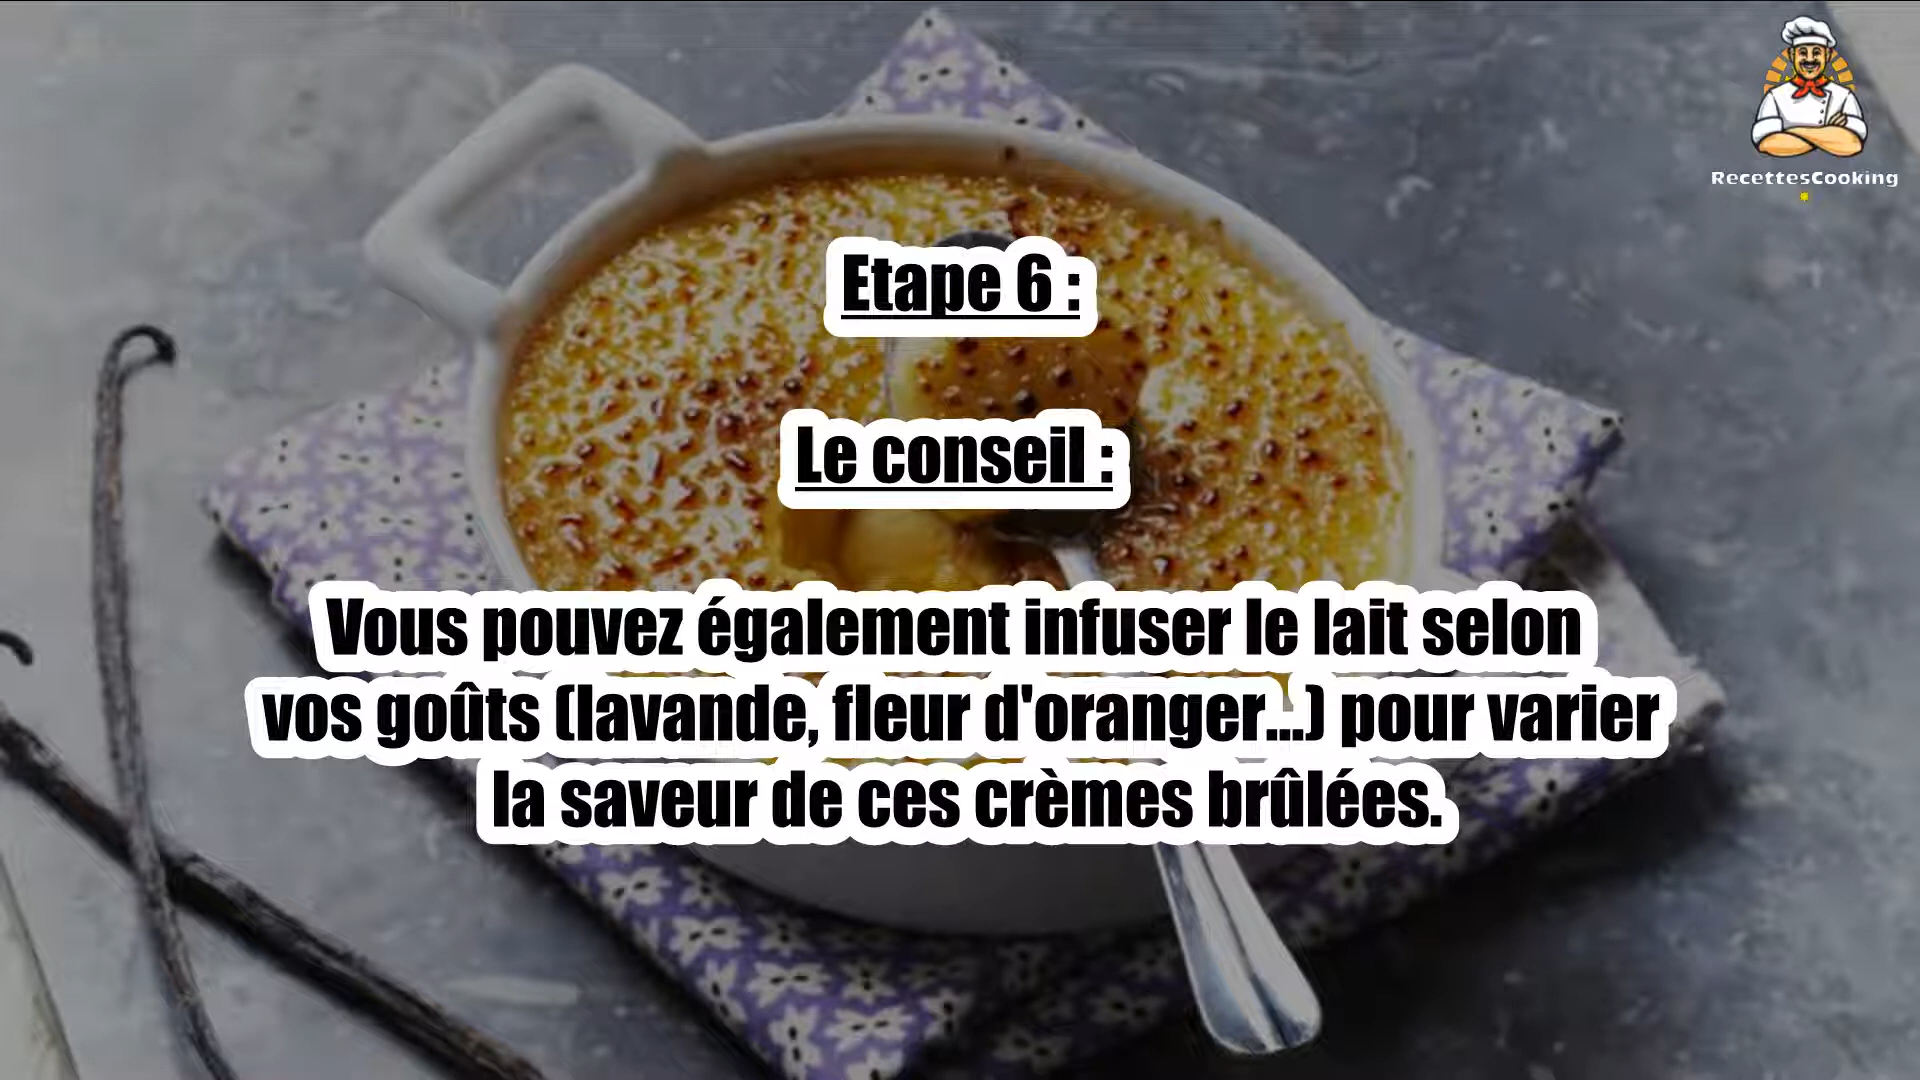 RecettesCooking
Etape 6 :
Le conseil :
Vous pouvez également infuser le lait selon
vos goûts (lavande, fleur d'oranger...) pour varier
la saveur de ces crèmes brûlées.